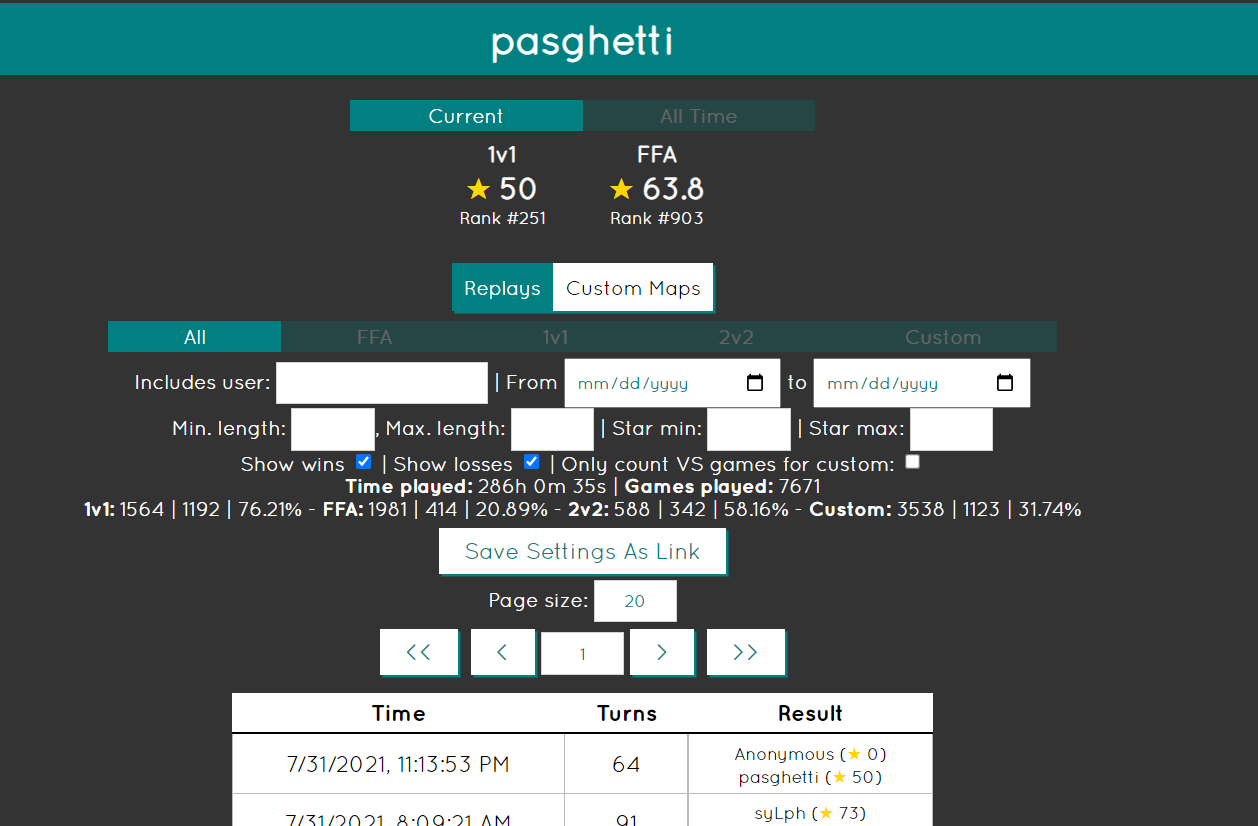 pasghetti
Current All Time
1v1 FFA
★ 50 ★ 63.8
Rank #251 Rank #903
Replays Custom Maps
All FFA 1v1 2v2 Custom
Includes user: | From mm/dd/yyyy to mm/dd/yyyy
Min. length: , Max. length: | Star min: | Star max:
Show wins | Show losses | Only count VS games for custom:
Time played: 286h 0m 35s | Games played: 7671
1v1: 1564 | 1192 | 76.21% - FFA: 1981 | 414 | 20.89% - 2v2: 588 | 342 | 58.16% - Custom: 3538 | 1123 | 31.74%
Save Settings As Link
Page size: 20
<< < 1 > >>
Time Turns Result
7/31/2021, 11:13:53 PM 64 Anonymous (★ 0)
pasghetti (★ 50)
7/31/2021, 8:09:21 AM 91 syLph (★ 73)